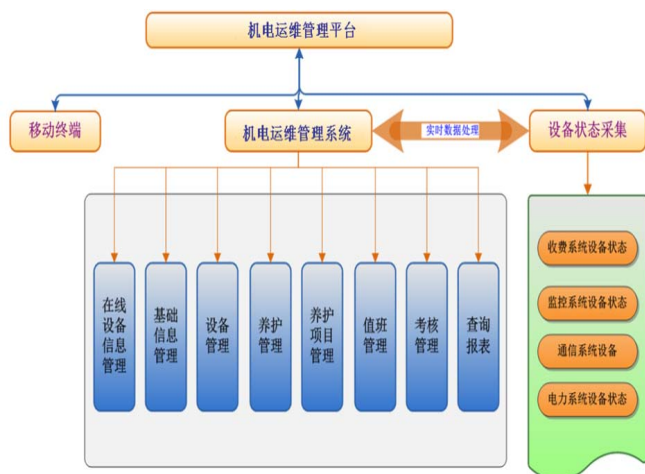 机电运维管理平台
移动终端
机电运维管理系统
实时数据处理
设备状态采集
在线
设备
信息
管理
基础
信息
管理
设备
管理
养护
管理
养护
项目
管理
值班
管理
考核
管理
查询
报表
收费系统设备状态
监控系统设备状态
通信系统设备
电力系统设备状态